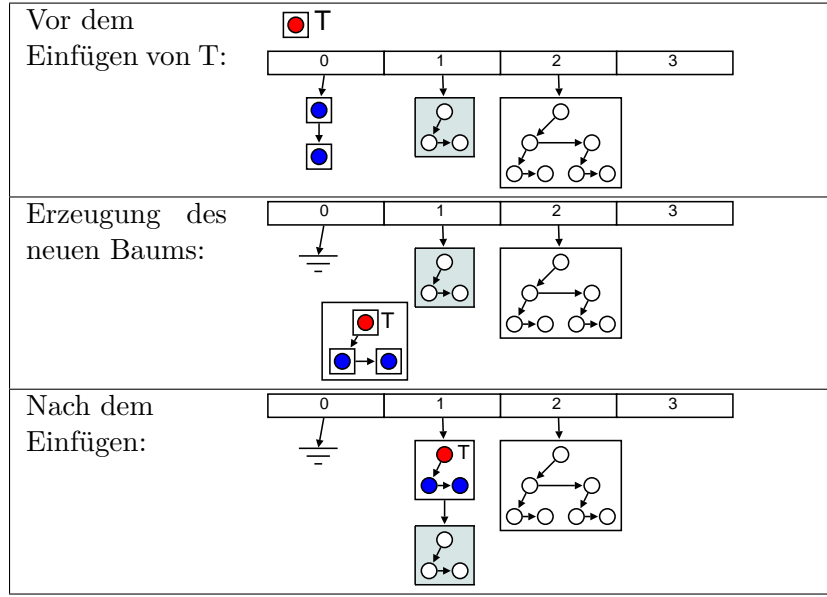 Vor dem
Einfügen von T:
T
0 1 2 3
Erzeugung des
neuen Baums:
0 1 2 3
T
Nach dem
Einfügen:
0 1 2 3
T